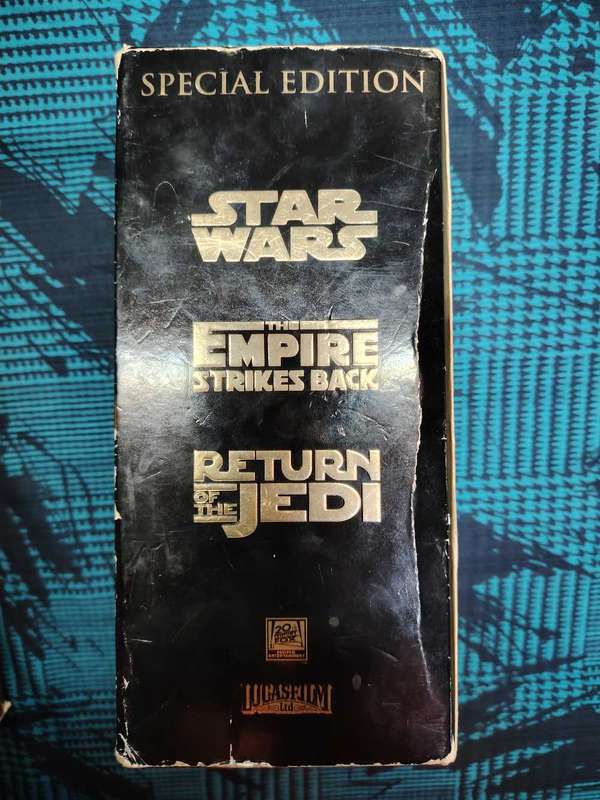 SPECIAL EDITION
STAR
WARS
THE
EMPIRE
STRIKES BACK
RETURN
OF THE JEDI
20th
CENTURY
FOX
LUCASFILM
Ltd